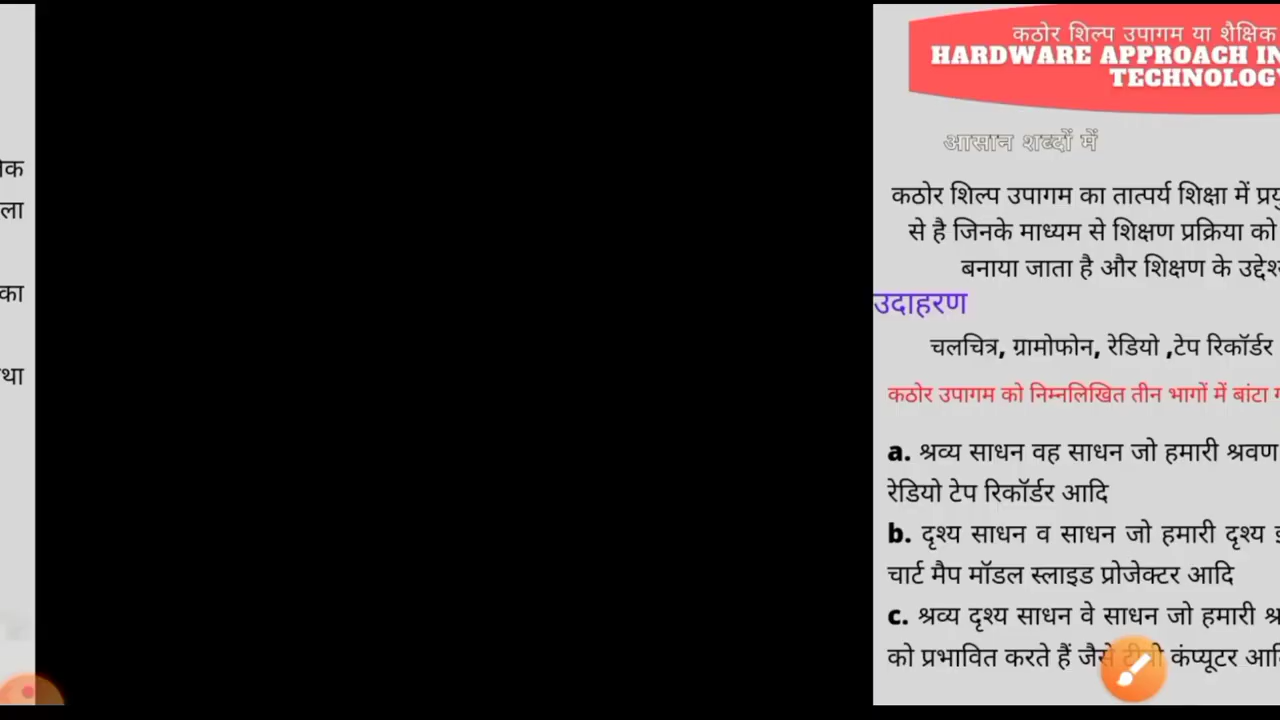 ला
का
था
कठोर शिल्प उपागम या शैक्षिक
HARDWARE APPROACH IN
TECHNOLOGY
आसान शब्दों में
कठोर शिल्प उपागम का तात्पर्य शिक्षा में
से है जिनके माध्यम से शिक्षण प्रक्रिया को
बनाया जाता है और शिक्षण के
उदाहरण
चलचित्र, ग्रामोफोन, रेडियो ,टेप रिकॉर्डर
कठोर उपागम को निम्नलिखित तीन भागों में बांटा
a. श्रव्य साधन वह साधन जो हमारी श्रवण
रेडियो टेप रिकॉर्डर आदि
b. दृश्य साधन व साधन जो हमारी दृश्य
चार्ट मैप मॉडल स्लाइड प्रोजेक्टर आदि
c. श्रव्य दृश्य साधन वे साधन जो हमारी
को प्रभावित करते हैं जैसे कंप्यूटर